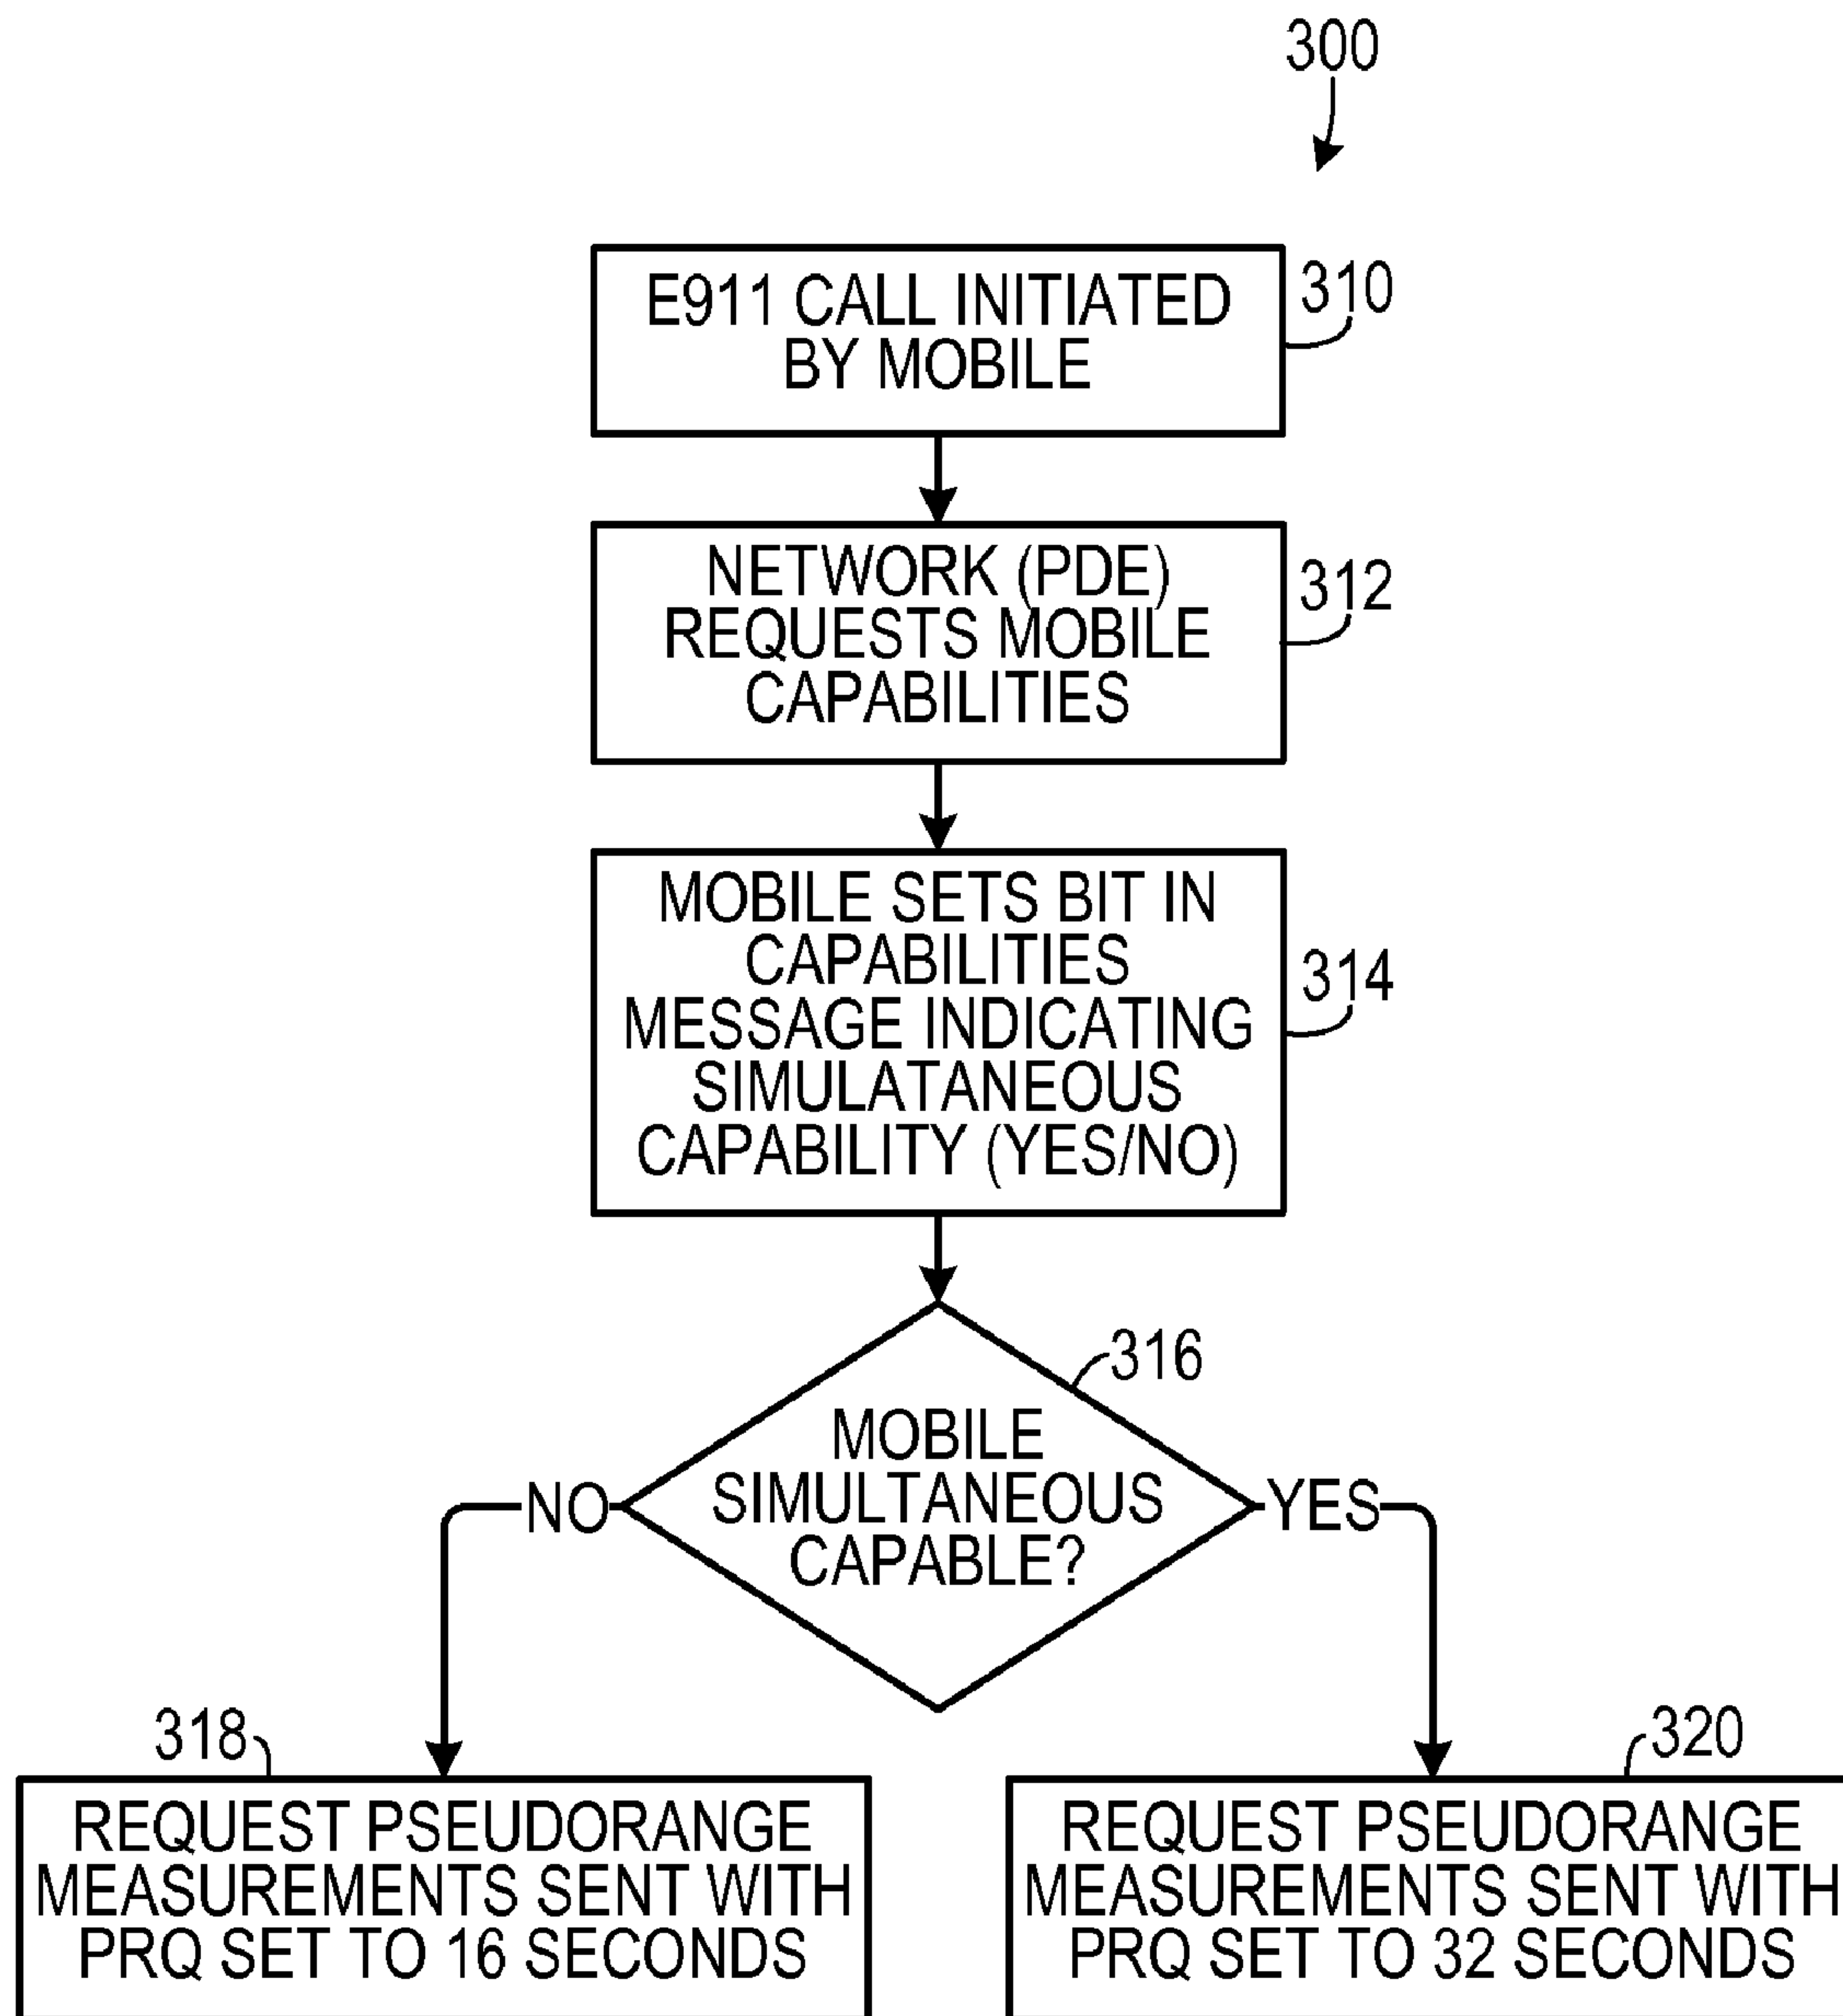 300
E911 CALL INITIATED
BY MOBILE
310
NETWORK (PDE)
REQUESTS MOBILE
CAPABILITIES
312
MOBILE SETS BIT IN
CAPABILITIES
MESSAGE INDICATING
SIMULATANEOUS
CAPABILITY (YES/NO)
314
316
MOBILE
SIMULTANEOUS
CAPABLE?
NO
YES
318
REQUEST PSEUDORANGE
MEASUREMENTS SENT WITH
PRQ SET TO 16 SECONDS
320
REQUEST PSEUDORANGE
MEASUREMENTS SENT WITH
PRQ SET TO 32 SECONDS